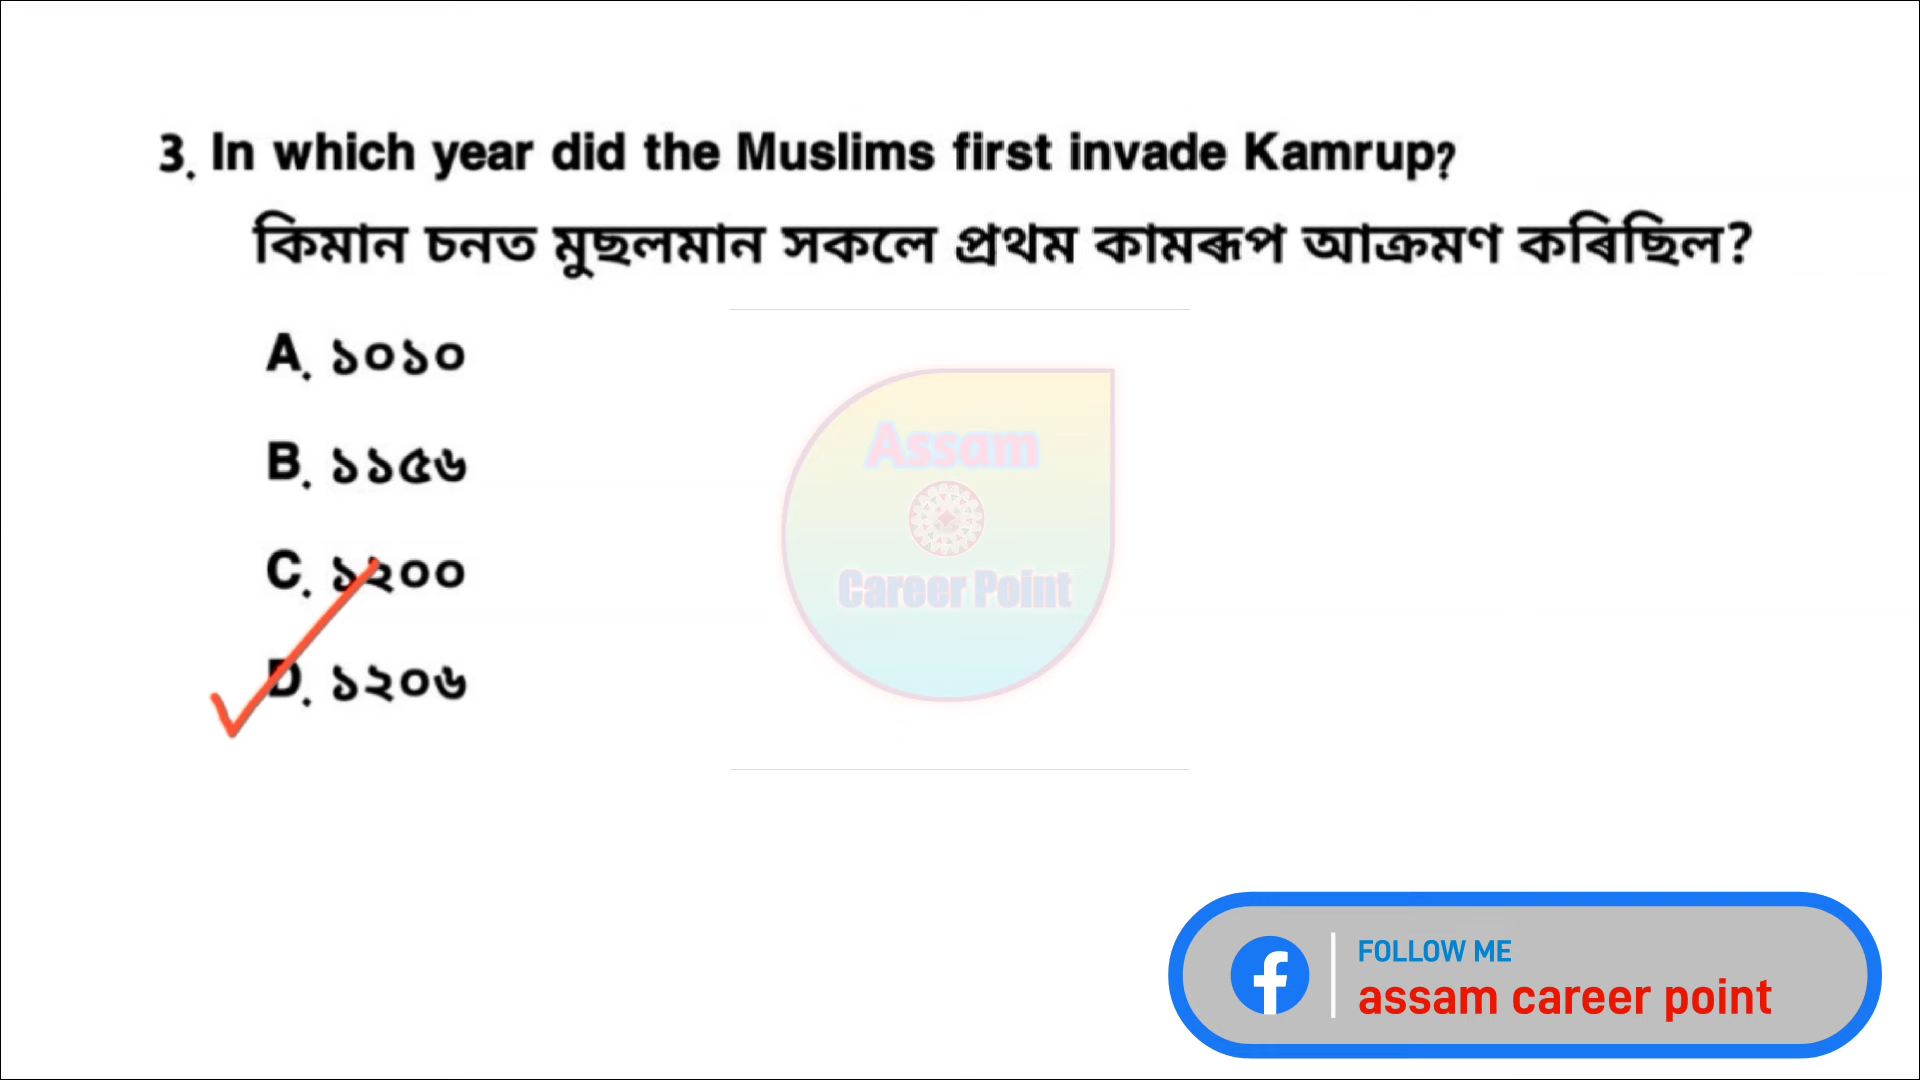 3. In which year did the Muslims first invade Kamrup?
কিমান চনত মুছলমান সকলে প্ৰথম কামৰূপ আক্ৰমণ কৰিছিল?
A. ১০১০
B. ১১৫৬
C. ১২০০
D. ১২০৬
Assam
Career Point
FOLLOW ME
assam career point